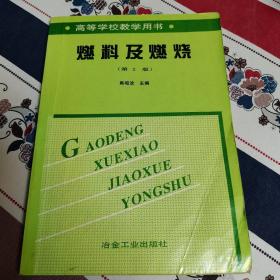 高等学校教学用书
燃料及燃烧
（第2版）
韩昭沧 主编
GAODENG
XUEXIAO
JIAOXUE
YONGSHU
冶金工业出版社